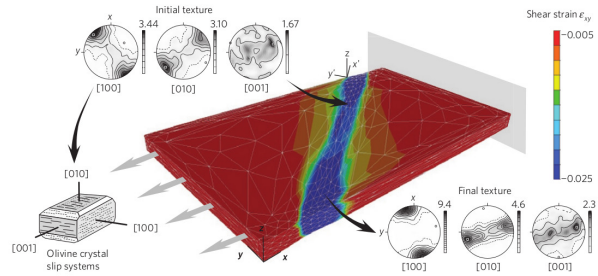 Initial texture
x
3.44
3.10
1.67
y
[100]
[010]
[001]
Shear strain εxy
−0.005
−0.025
z
y′
x′
[010]
[100]
[001]
Olivine crystal
slip systems
y
x
z
Final texture
x
9.4
4.6
2.3
y
[100]
[010]
[001]